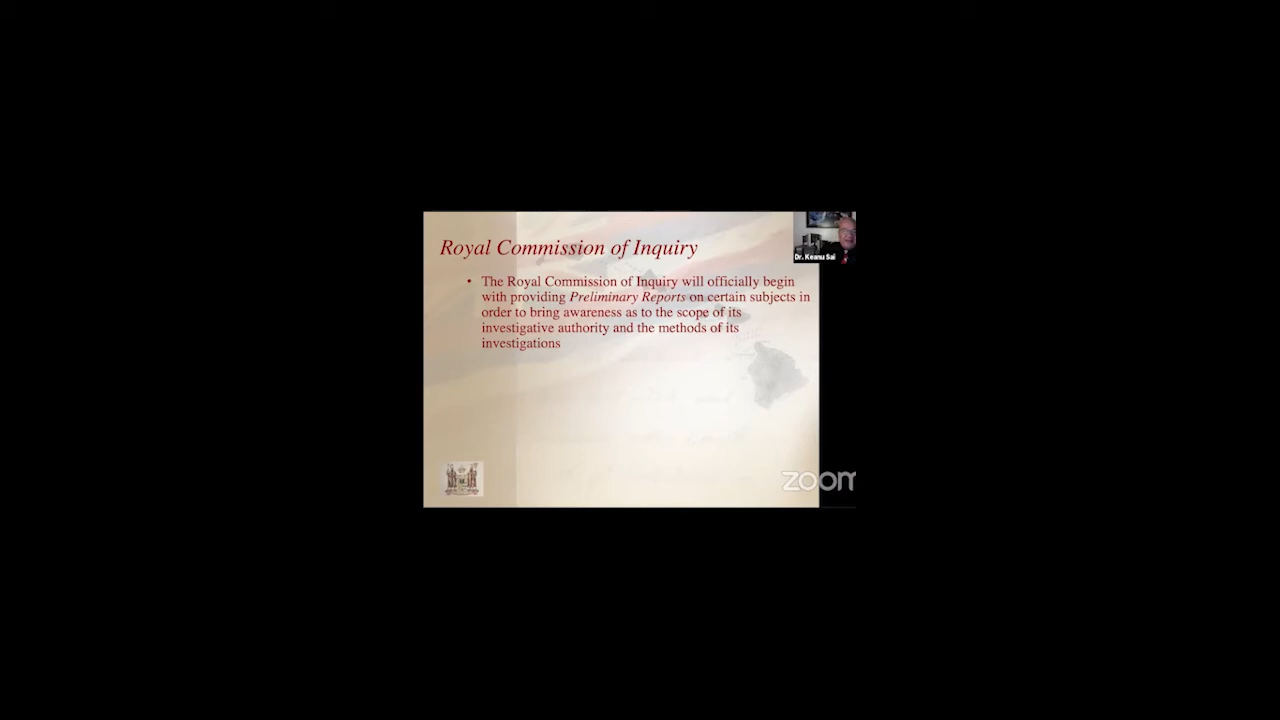 Royal Commission of Inquiry
Dr. Keanu Sai
• The Royal Commission of Inquiry will officially begin
with providing Preliminary Reports on certain subjects in
order to bring awareness as to the scope of its
investigative authority and the methods of its
investigations
zoom